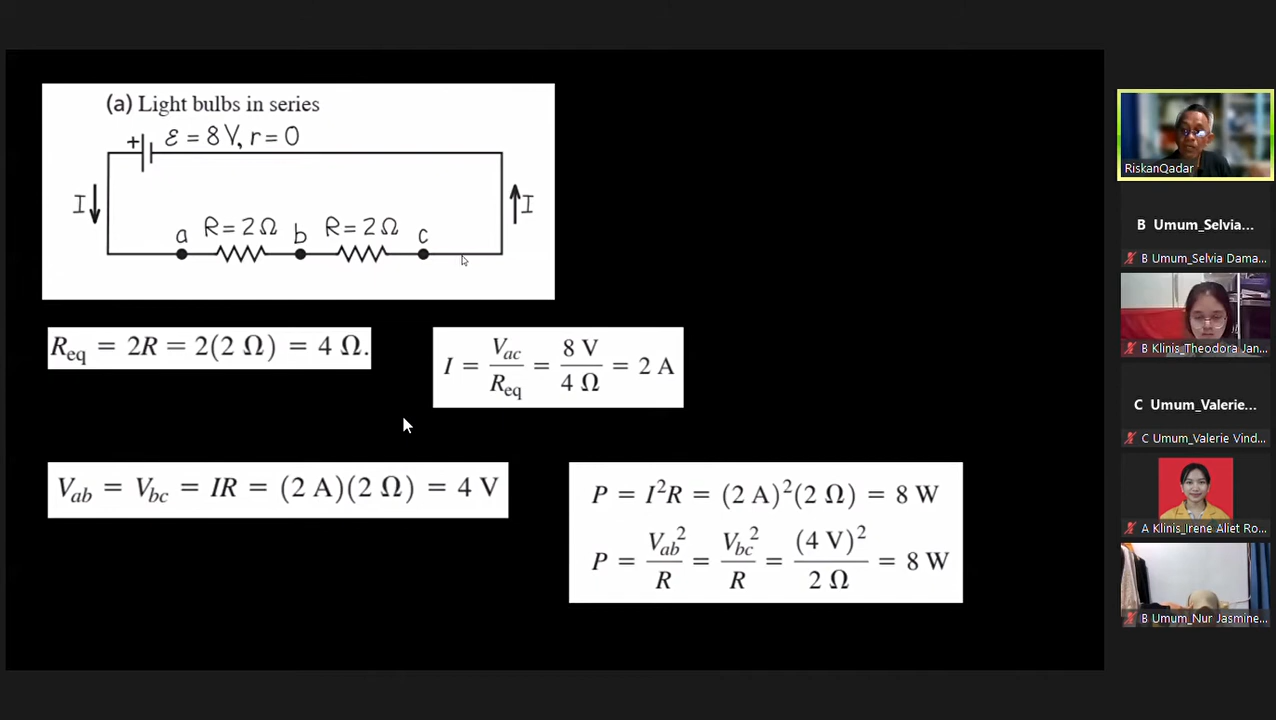 (a) Light bulbs in series
+ ε = 8 V, r = 0
I
I
a R = 2 Ω b R = 2 Ω c
R_eq = 2R = 2(2 Ω) = 4 Ω.
I = V_ac / R_eq = 8 V / 4 Ω = 2 A
V_ab = V_bc = IR = (2 A)(2 Ω) = 4 V
P = I²R = (2 A)²(2 Ω) = 8 W
P = V_ab² / R = V_bc² / R = (4 V)² / 2 Ω = 8 W
RiskanQadar
B Umum_Selvia...
B Umum_Selvia Dama...
B Klinis_Theodora Jan...
C Umum_Valerie...
C Umum_Valerie Vind...
A Klinis_Irene Aliet Ro...
B Umum_Nur Jasmine...